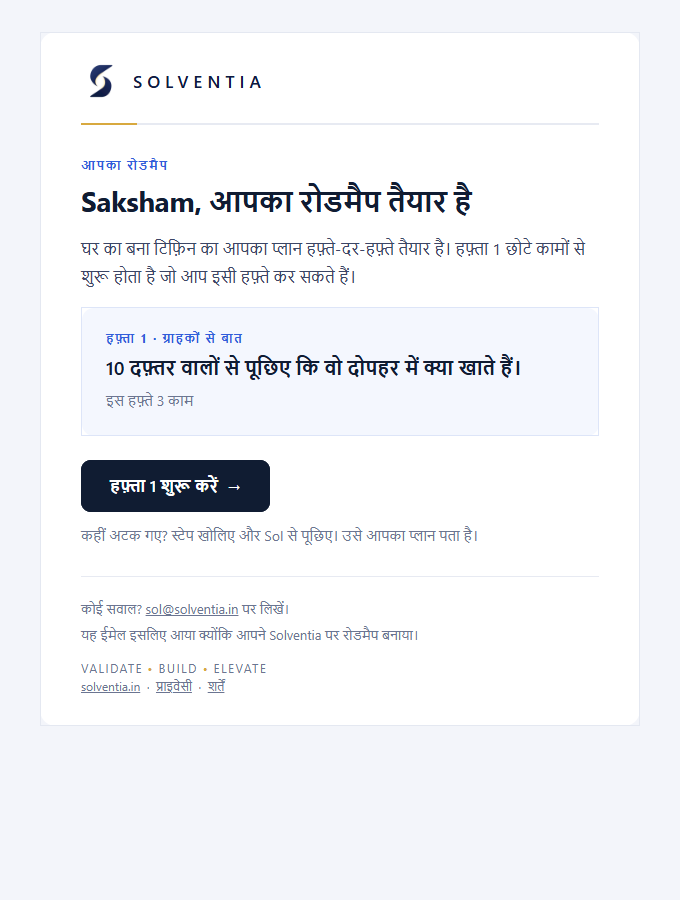 SOLVENTIA
आपका रोडमैप
Saksham, आपका रोडमैप तैयार है
घर का बना टिफ़िन का आपका प्लान हफ़्ते-दर-हफ़्ते तैयार है। हफ़्ता 1 छोटे कामों से
शुरू होता है जो आप इसी हफ़्ते कर सकते हैं।
हफ़्ता 1 · ग्राहकों से बात
10 दफ़्तर वालों से पूछिए कि वो दोपहर में क्या खाते हैं।
इस हफ़्ते 3 काम
हफ़्ता 1 शुरू करें →
कहीं अटक गए? स्टेप खोलिए और Sol से पूछिए। उसे आपका प्लान पता है।
कोई सवाल? sol@solventia.in पर लिखें।
यह ईमेल इसलिए आया क्योंकि आपने Solventia पर रोडमैप बनाया।
VALIDATE • BUILD • ELEVATE
solventia.in · प्राइवेसी · शर्तें